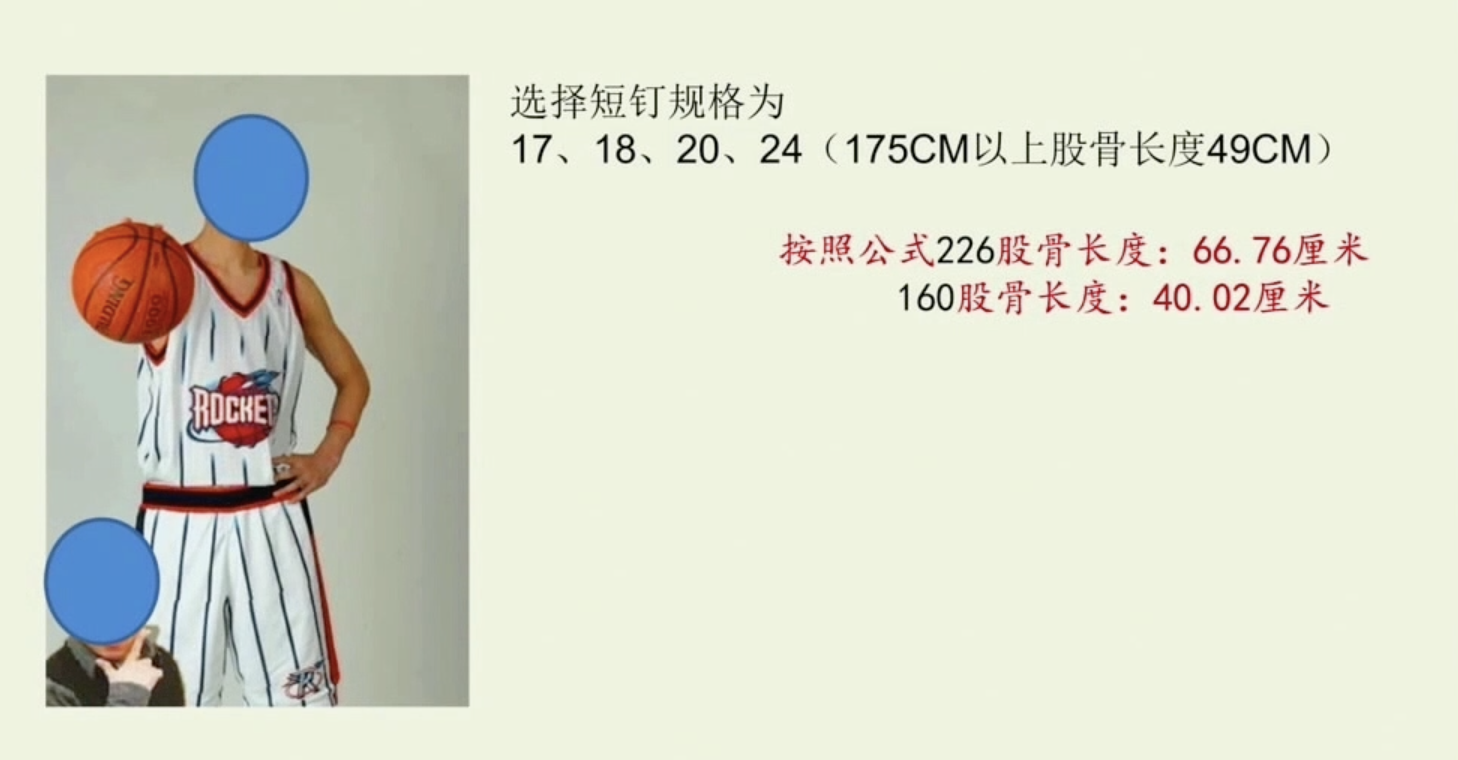 选择短钉规格为
17、18、20、24（175CM以上股骨长度49CM）
按照公式226股骨长度：66.76厘米
160股骨长度：40.02厘米
SPALDING
ROCKE